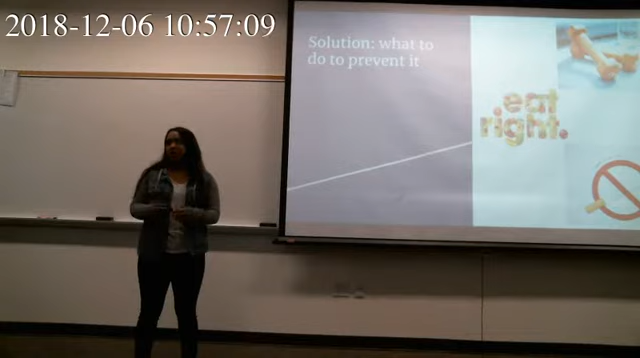 2018-12-06 10:57:09
Solution: what to
do to prevent it
eat
right.